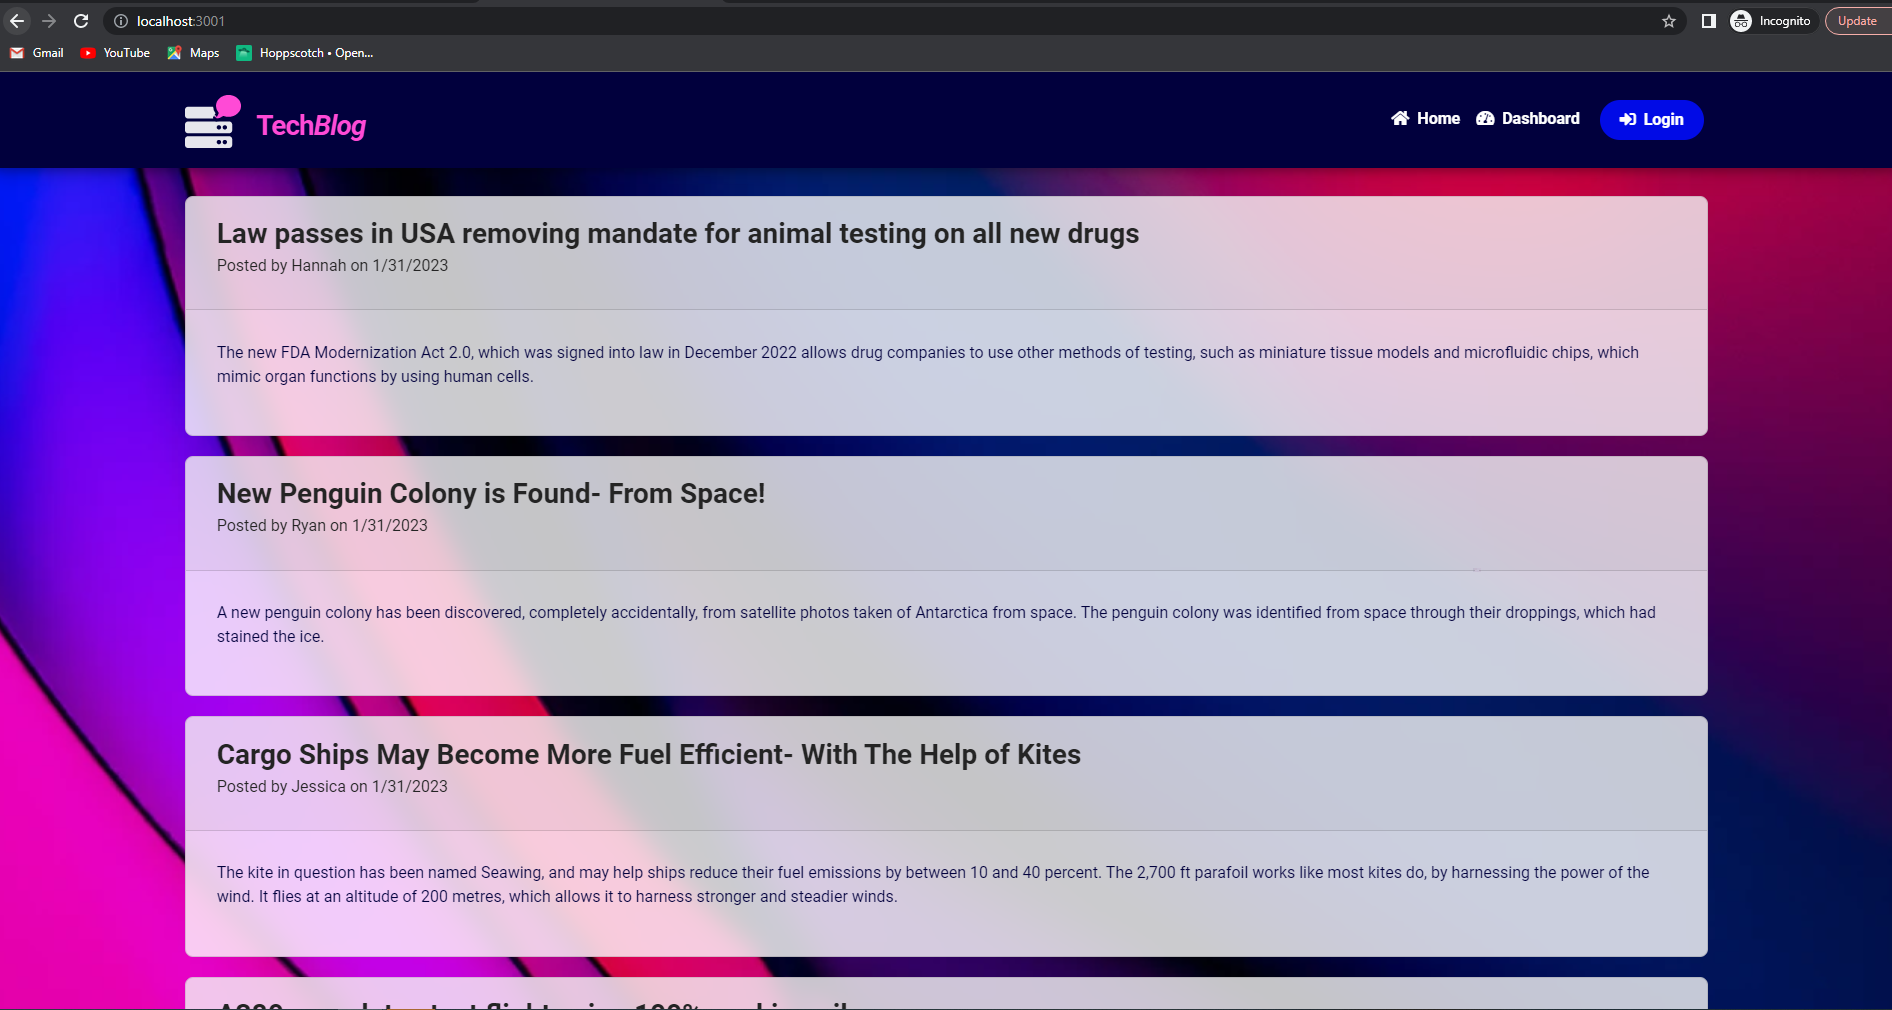 localhost:3001
Incognito
Update
Gmail YouTube Maps Hoppscotch • Open...
TechBlog
Home Dashboard Login
Law passes in USA removing mandate for animal testing on all new drugs
Posted by Hannah on 1/31/2023
The new FDA Modernization Act 2.0, which was signed into law in December 2022 allows drug companies to use other methods of testing, such as miniature tissue models and microfluidic chips, which
mimic organ functions by using human cells.
New Penguin Colony is Found- From Space!
Posted by Ryan on 1/31/2023
A new penguin colony has been discovered, completely accidentally, from satellite photos taken of Antarctica from space. The penguin colony was identified from space through their droppings, which had
stained the ice.
Cargo Ships May Become More Fuel Efficient- With The Help of Kites
Posted by Jessica on 1/31/2023
The kite in question has been named Seawing, and may help ships reduce their fuel emissions by between 10 and 40 percent. The 2,700 ft parafoil works like most kites do, by harnessing the power of the
wind. It flies at an altitude of 200 metres, which allows it to harness stronger and steadier winds.